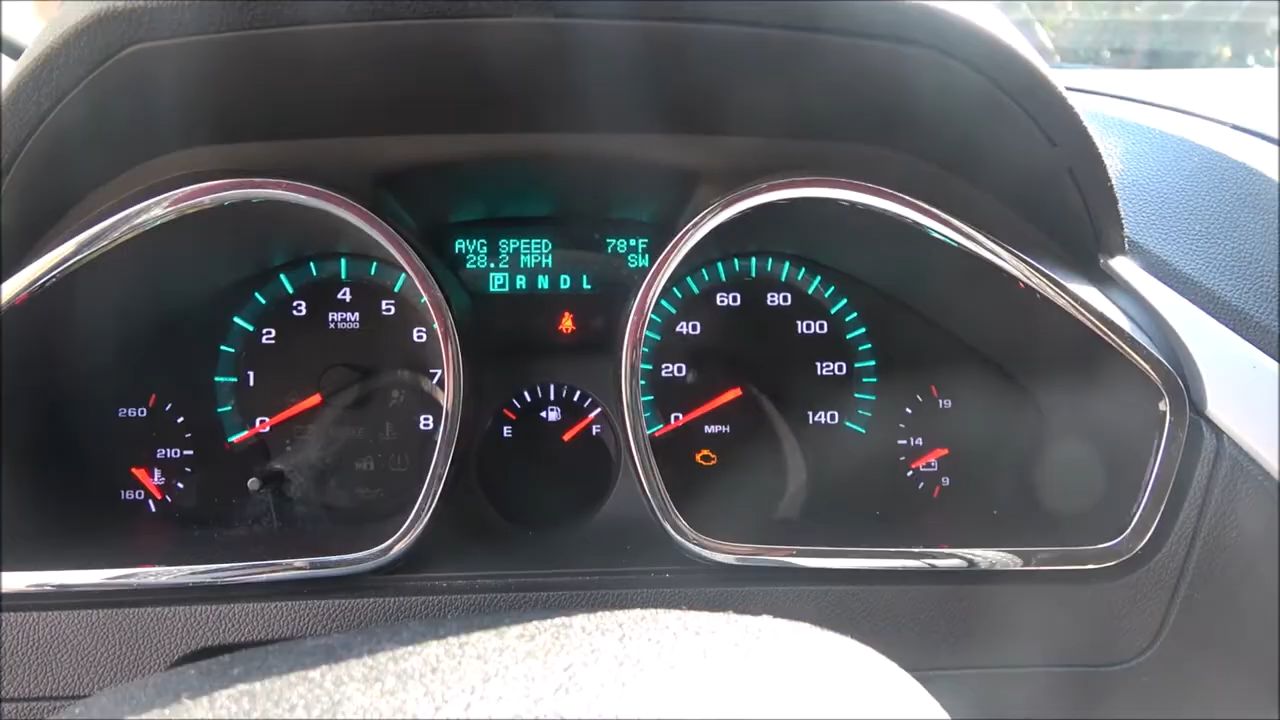 AVG SPEED 78°F
28.2 MPH SW
P R N D L
0 1 2 3 4 5 6 7 8
RPM
X1000
260
210
160
E F
0 20 40 60 80 100 120 140
MPH
19
14
9